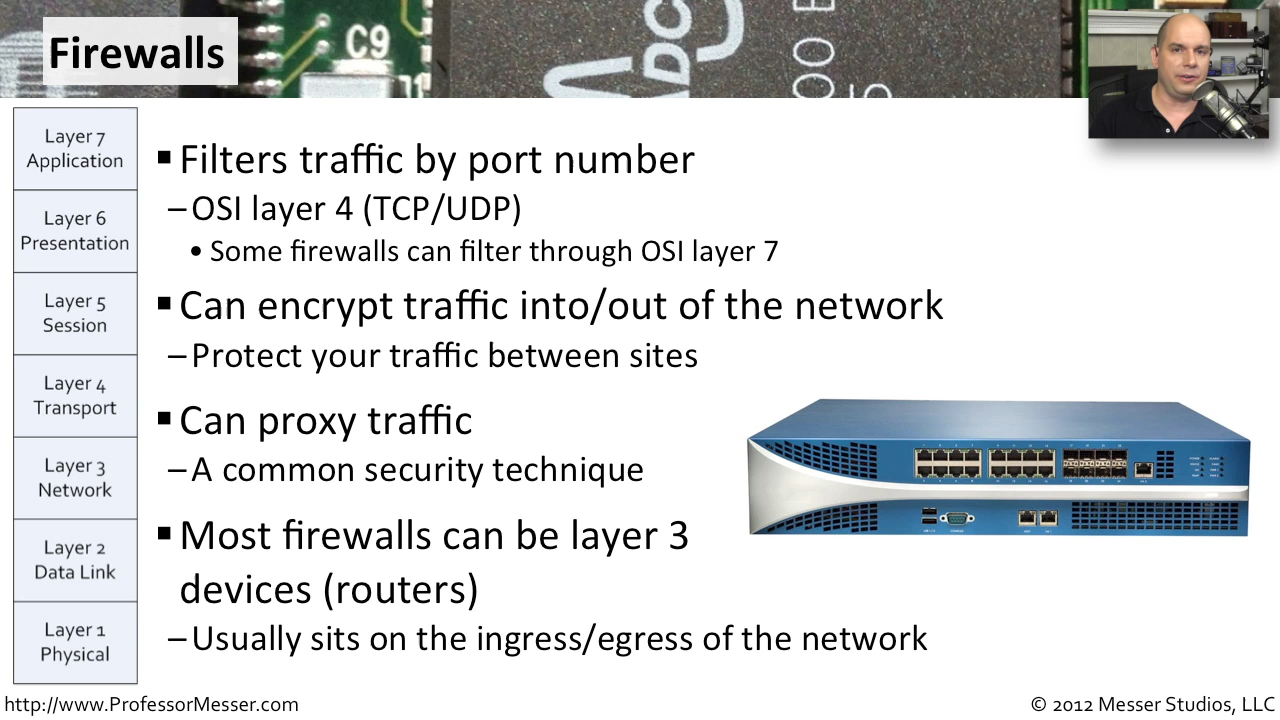 Firewalls
C9
ADC
00
Layer 7
Application
Layer 6
Presentation
Layer 5
Session
Layer 4
Transport
Layer 3
Network
Layer 2
Data Link
Layer 1
Physical
▪ Filters traffic by port number
– OSI layer 4 (TCP/UDP)
• Some firewalls can filter through OSI layer 7
▪ Can encrypt traffic into/out of the network
– Protect your traffic between sites
▪ Can proxy traffic
– A common security technique
▪ Most firewalls can be layer 3
devices (routers)
– Usually sits on the ingress/egress of the network
http://www.ProfessorMesser.com
© 2012 Messer Studios, LLC